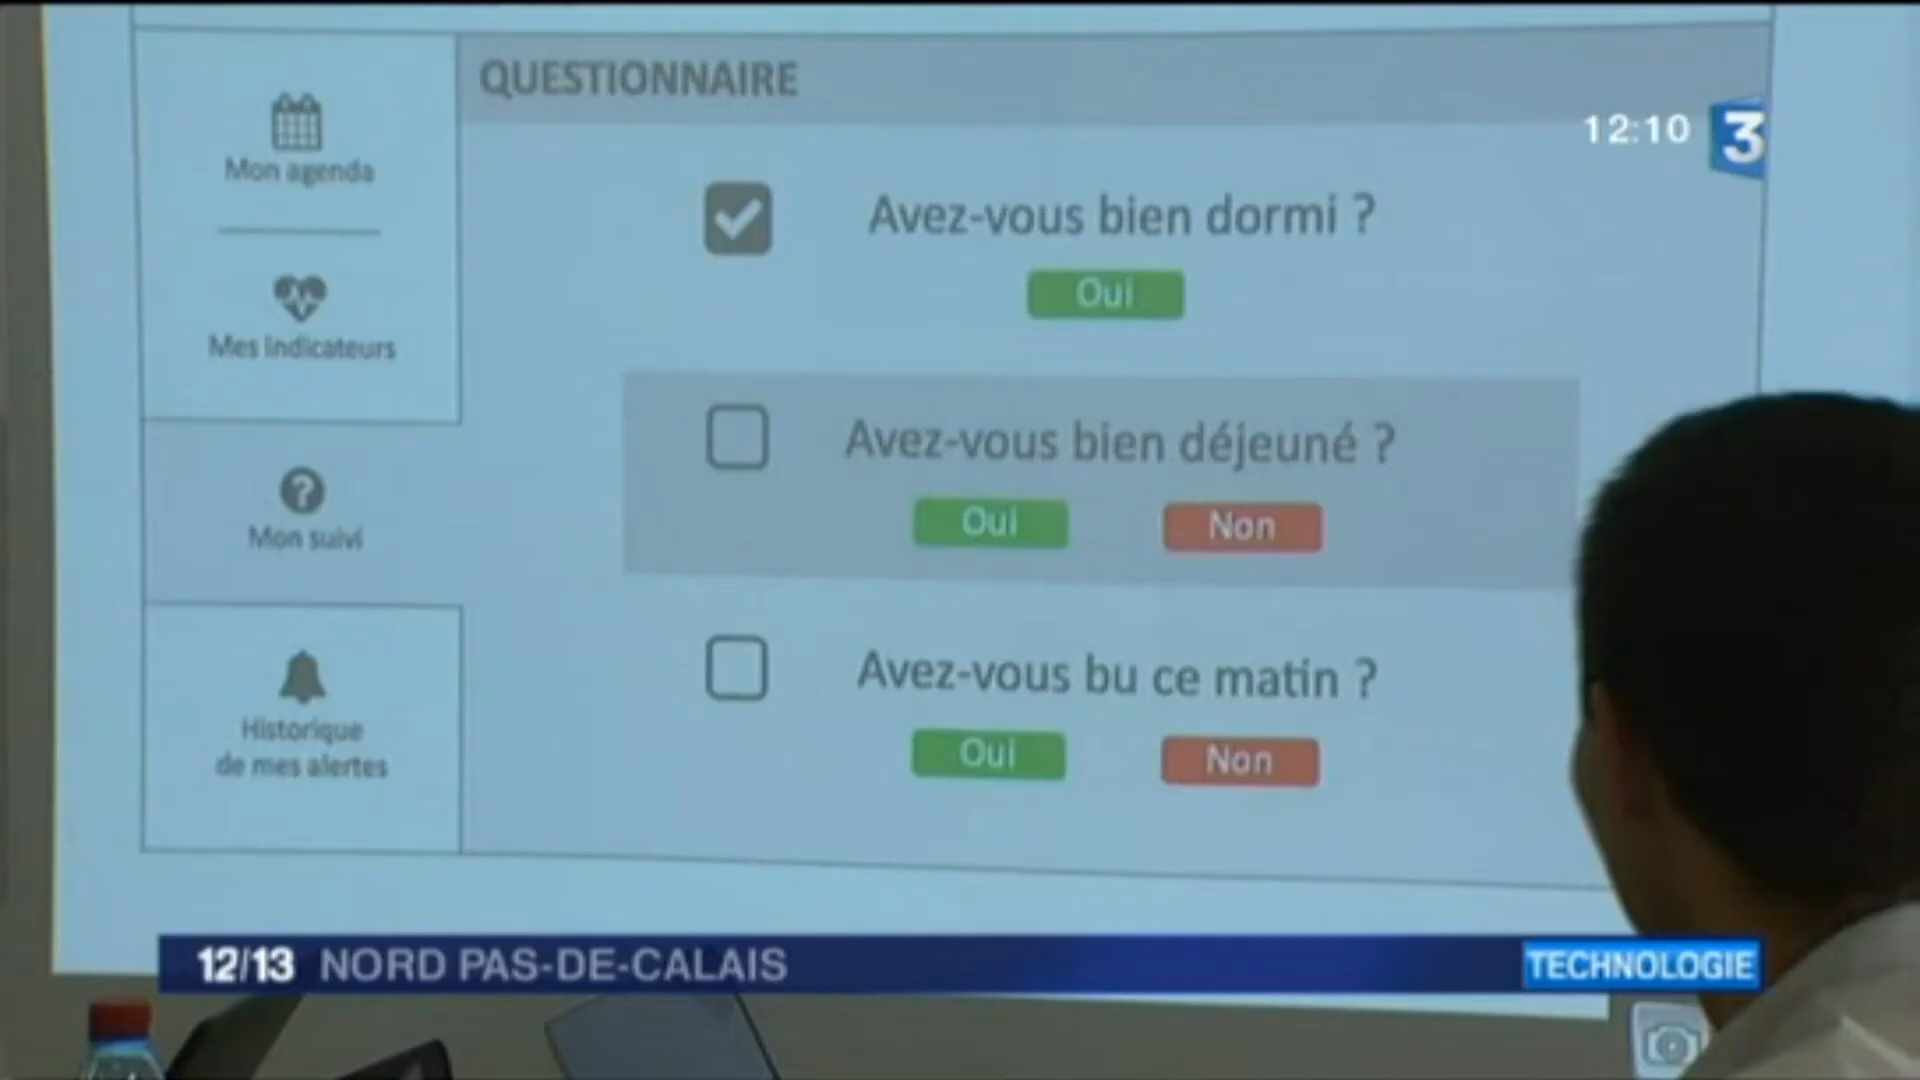 QUESTIONNAIRE
12:10
3
Mon agenda
Avez-vous bien dormi ?
Oui
Mes indicateurs
Avez-vous bien déjeuné ?
Oui
Non
Mon suivi
Avez-vous bu ce matin ?
Oui
Non
Historique
de mes alertes
12/13 NORD PAS-DE-CALAIS
TECHNOLOGIE